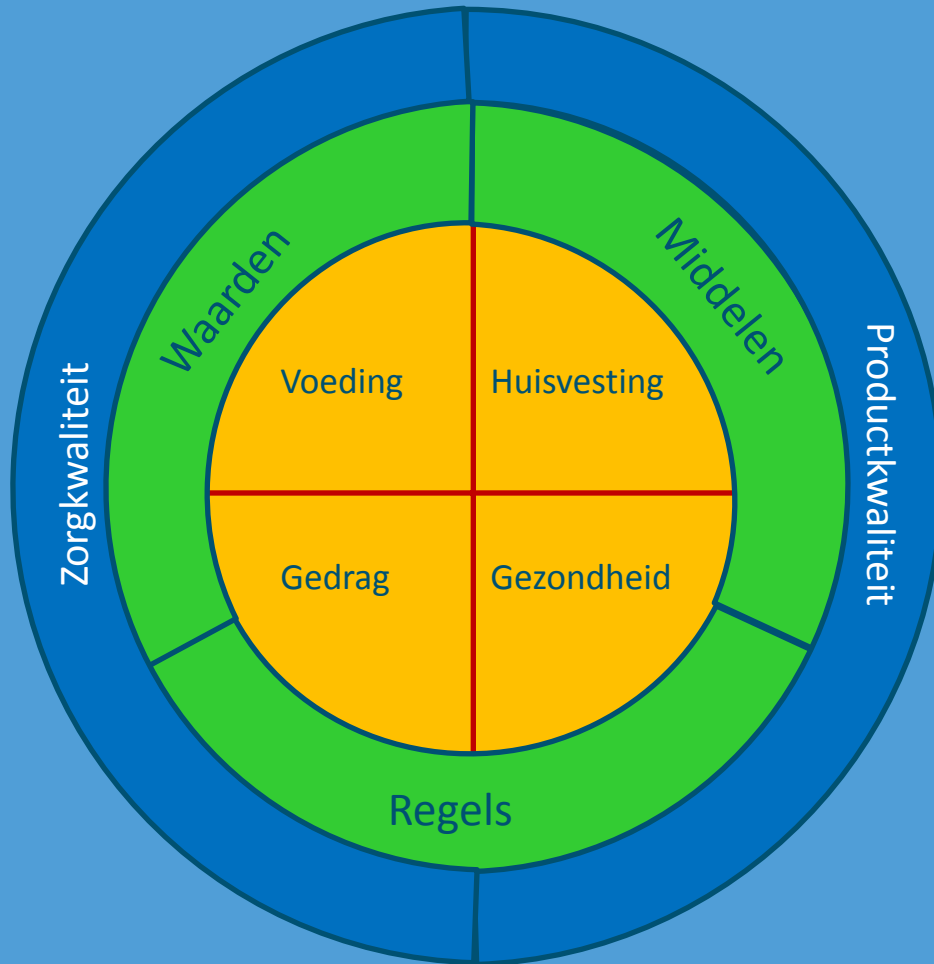 Waarden
Middelen
Voeding
Huisvesting
Zorgkwaliteit
Productkwaliteit
Gedrag
Gezondheid
Regels